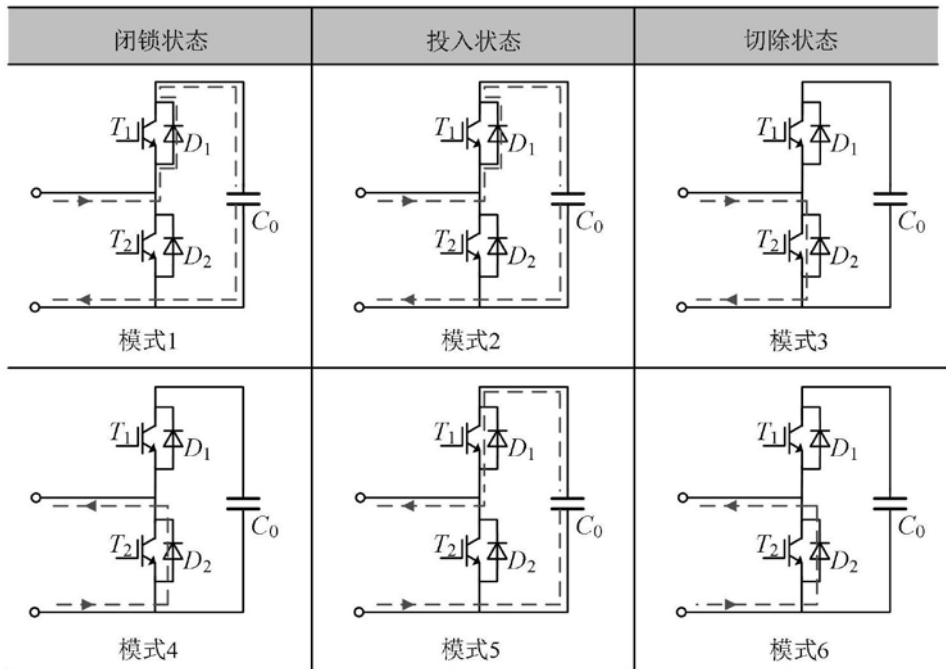 闭锁状态 投入状态 切除状态
T1 D1 T1 D1 T1 D1
C0 C0 C0
T2 D2 T2 D2 T2 D2
模式1 模式2 模式3
T1 D1 T1 D1 T1 D1
C0 C0 C0
T2 D2 T2 D2 T2 D2
模式4 模式5 模式6